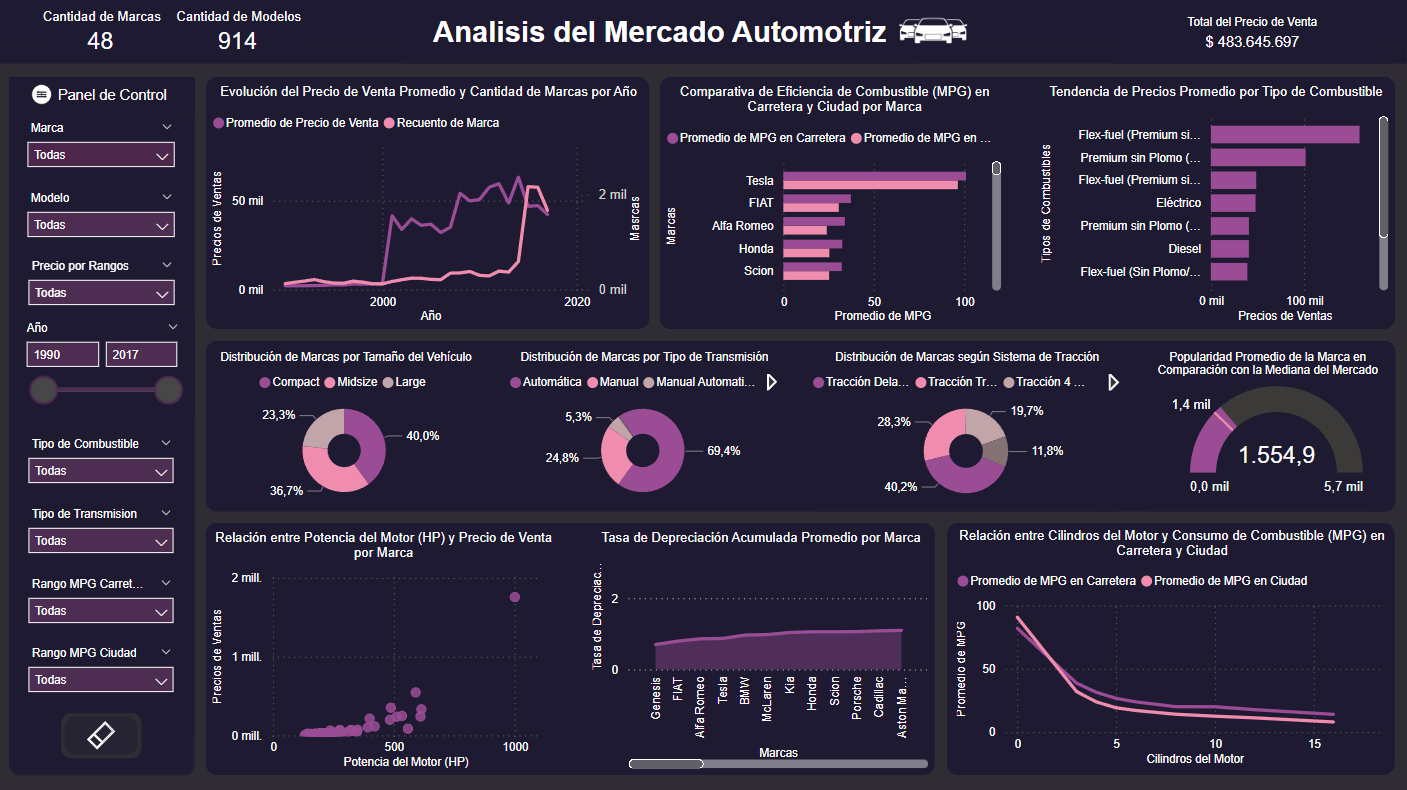 Cantidad de Marcas
48
Cantidad de Modelos
914
Analisis del Mercado Automotriz
Total del Precio de Venta
$ 483.645.697
Panel de Control
Marca
Todas
Modelo
Todas
Precio por Rangos
Todas
Año
1990
2017
Tipo de Combustible
Todas
Tipo de Transmision
Todas
Rango MPG Carret...
Todas
Rango MPG Ciudad
Todas
Evolución del Precio de Venta Promedio y Cantidad de Marcas por Año
Promedio de Precio de Venta
Recuento de Marca
Precios de Ventas
50 mil
0 mil
2 mil
0 mil
Masrcas
2000
2020
Año
Comparativa de Eficiencia de Combustible (MPG) en
Carretera y Ciudad por Marca
Promedio de MPG en Carretera
Promedio de MPG en ...
Marcas
Tesla
FIAT
Alfa Romeo
Honda
Scion
0
50
100
Promedio de MPG
Tendencia de Precios Promedio por Tipo de Combustible
Tipos de Combustibles
Flex-fuel (Premium si...
Premium sin Plomo (...
Flex-fuel (Premium si...
Eléctrico
Premium sin Plomo (...
Diesel
Flex-fuel (Sin Plomo/...
0 mil
100 mil
Precios de Ventas
Distribución de Marcas por Tamaño del Vehículo
Compact
Midsize
Large
23,3%
40,0%
36,7%
Distribución de Marcas por Tipo de Transmisión
Automática
Manual
Manual Automati...
5,3%
24,8%
69,4%
Distribución de Marcas según Sistema de Tracción
Tracción Dela...
Tracción Tr...
Tracción 4 ...
28,3%
19,7%
11,8%
40,2%
Popularidad Promedio de la Marca en
Comparación con la Mediana del Mercado
1,4 mil
1.554,9
0,0 mil
5,7 mil
Relación entre Potencia del Motor (HP) y Precio de Venta
por Marca
Precios de Ventas
2 mill.
1 mill.
0 mill.
0
500
1000
Potencia del Motor (HP)
Tasa de Depreciación Acumulada Promedio por Marca
Tasa de Depreciac...
2
0
Genesis
FIAT
Alfa Romeo
Tesla
BMW
McLaren
Kia
Honda
Scion
Porsche
Cadillac
Aston Ma...
Marcas
Relación entre Cilindros del Motor y Consumo de Combustible (MPG) en
Carretera y Ciudad
Promedio de MPG en Carretera
Promedio de MPG en Ciudad
Promedio de MPG
100
50
0
0
5
10
15
Cilindros del Motor